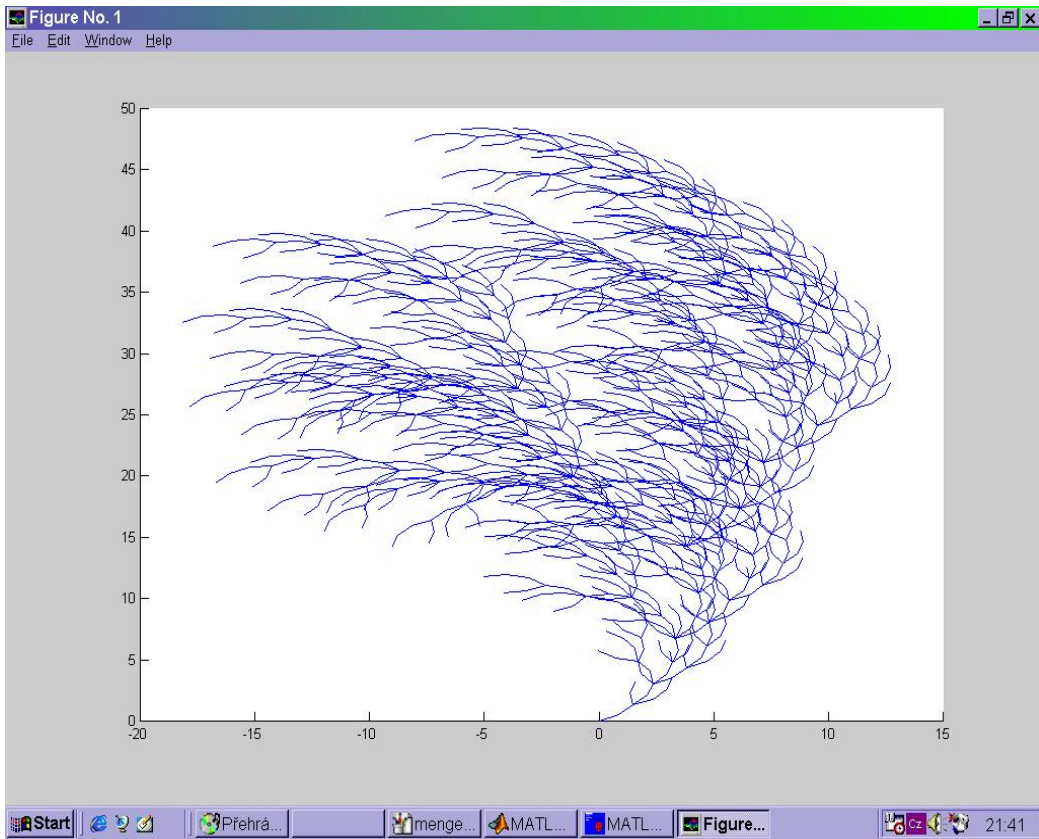 Figure No. 1
File Edit Window Help
50
45
40
35
30
25
20
15
10
5
0
-20 -15 -10 -5 0 5 10 15
Start Přehrá... menge... MATL... MATL... Figure... Cz 21:41